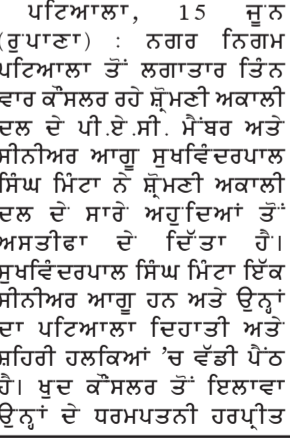 ਪਟਿਆਲਾ, 15 ਜੂਨ
(ਰੁਪਾਣਾ) : ਨਗਰ ਨਿਗਮ
ਪਟਿਆਲਾ ਤੋਂ ਲਗਾਤਾਰ ਤਿੰਨ
ਵਾਰ ਕੌਂਸਲਰ ਰਹੇ ਸ਼੍ਰੋਮਣੀ ਅਕਾਲੀ
ਦਲ ਦੇ ਪੀ.ਏ.ਸੀ. ਮੈਂਬਰ ਅਤੇ
ਸੀਨੀਅਰ ਆਗੂ ਸੁਖਵਿੰਦਰਪਾਲ
ਸਿੰਘ ਮਿੰਟਾ ਨੇ ਸ਼੍ਰੋਮਣੀ ਅਕਾਲੀ
ਦਲ ਦੇ ਸਾਰੇ ਅਹੁਦਿਆਂ ਤੋਂ
ਅਸਤੀਫਾ ਦੇ ਦਿੱਤਾ ਹੈ।
ਸੁਖਵਿੰਦਰਪਾਲ ਸਿੰਘ ਮਿੰਟਾ ਇੱਕ
ਸੀਨੀਅਰ ਆਗੂ ਹਨ ਅਤੇ ਉਨ੍ਹਾਂ
ਦਾ ਪਟਿਆਲਾ ਦਿਹਾਤੀ ਅਤੇ
ਸ਼ਹਿਰੀ ਹਲਕਿਆਂ 'ਚ ਵੱਡੀ ਪੈਂਠ
ਹੈ। ਖੁਦ ਕੌਂਸਲਰ ਤੋਂ ਇਲਾਵਾ
ਉਨ੍ਹਾਂ ਦੇ ਧਰਮਪਤਨੀ ਹਰਪ੍ਰੀਤ